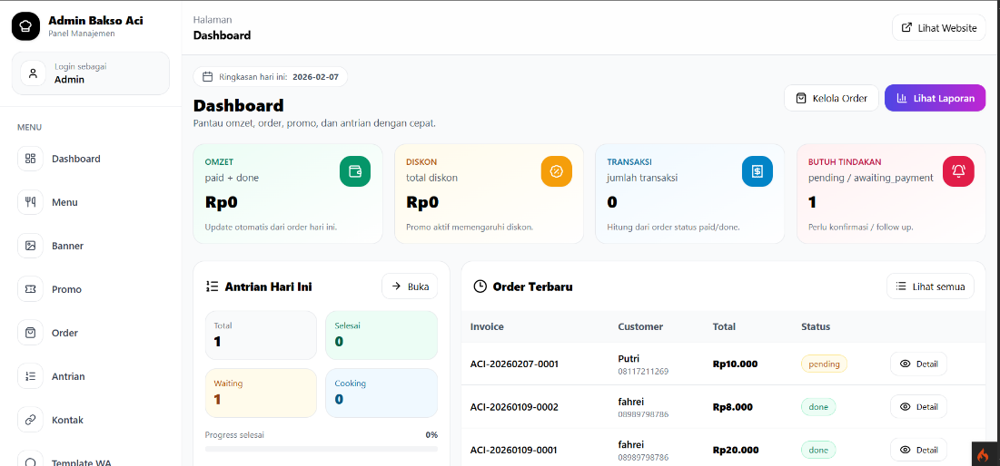 Admin Bakso Aci
Panel Manajemen
Login sebagai
Admin
MENU
Dashboard
Menu
Banner
Promo
Order
Antrian
Kontak
Template WA
Halaman
Dashboard
Lihat Website
Ringkasan hari ini: 2026-02-07
Dashboard
Pantau omzet, order, promo, dan antrian dengan cepat.
Kelola Order
Lihat Laporan
OMZET
paid + done
Rp0
Update otomatis dari order hari ini.
DISKON
total diskon
Rp0
Promo aktif memengaruhi diskon.
TRANSAKSI
jumlah transaksi
0
Hitung dari order status paid/done.
BUTUH TINDAKAN
pending / awaiting_payment
1
Perlu konfirmasi / follow up.
Antrian Hari Ini
Buka
Total
1
Selesai
0
Waiting
1
Cooking
0
Progress selesai 0%
Order Terbaru
Lihat semua
Invoice Customer Total Status
ACI-20260207-0001 Putri 08117211269 Rp10.000 pending Detail
ACI-20260109-0002 fahrei 08989798786 Rp8.000 done Detail
ACI-20260109-0001 fahrei 08989798786 Rp20.000 done Detail